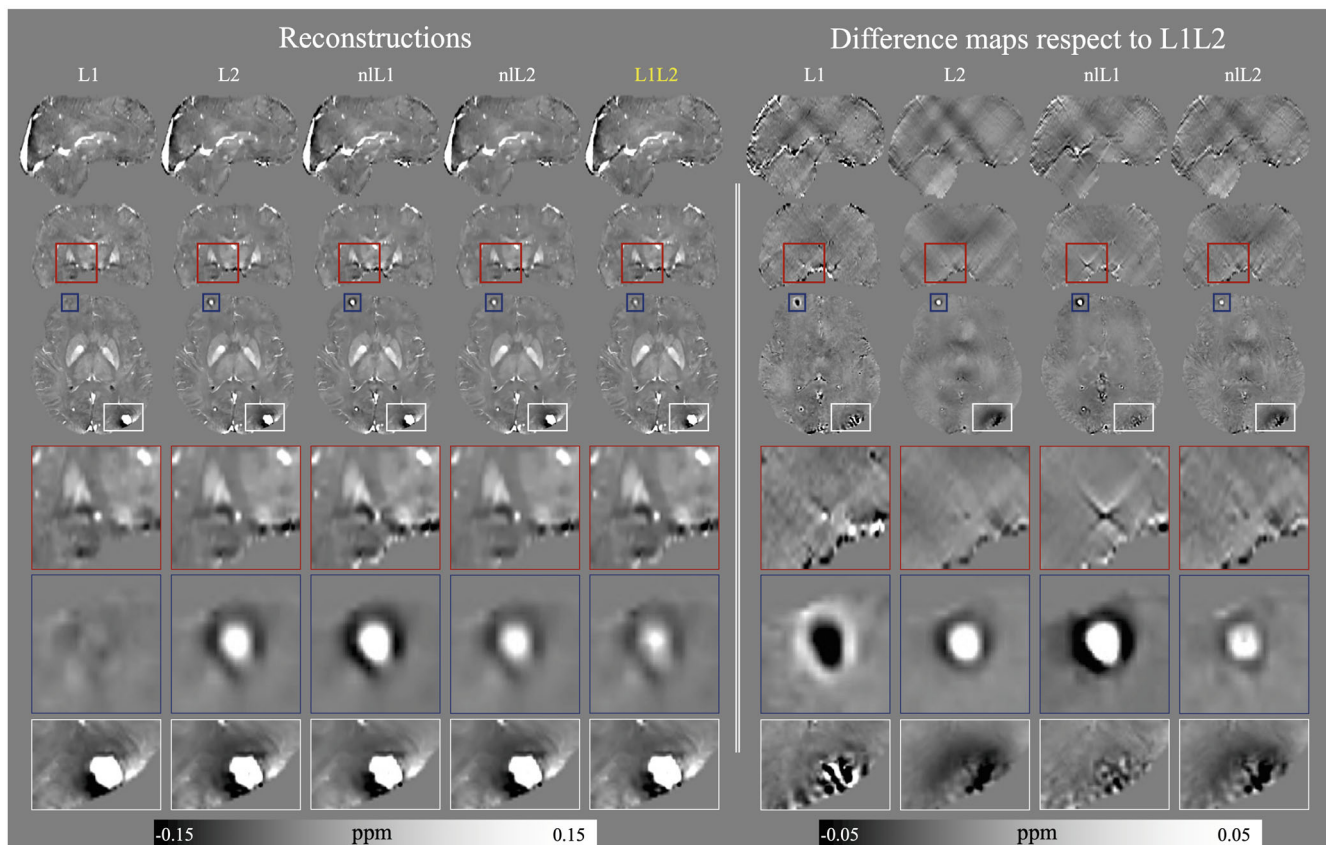 Reconstructions
Difference maps respect to L1L2
L1 L2 nlL1 nlL2 L1L2
L1 L2 nlL1 nlL2
-0.15 ppm 0.15
-0.05 ppm 0.05